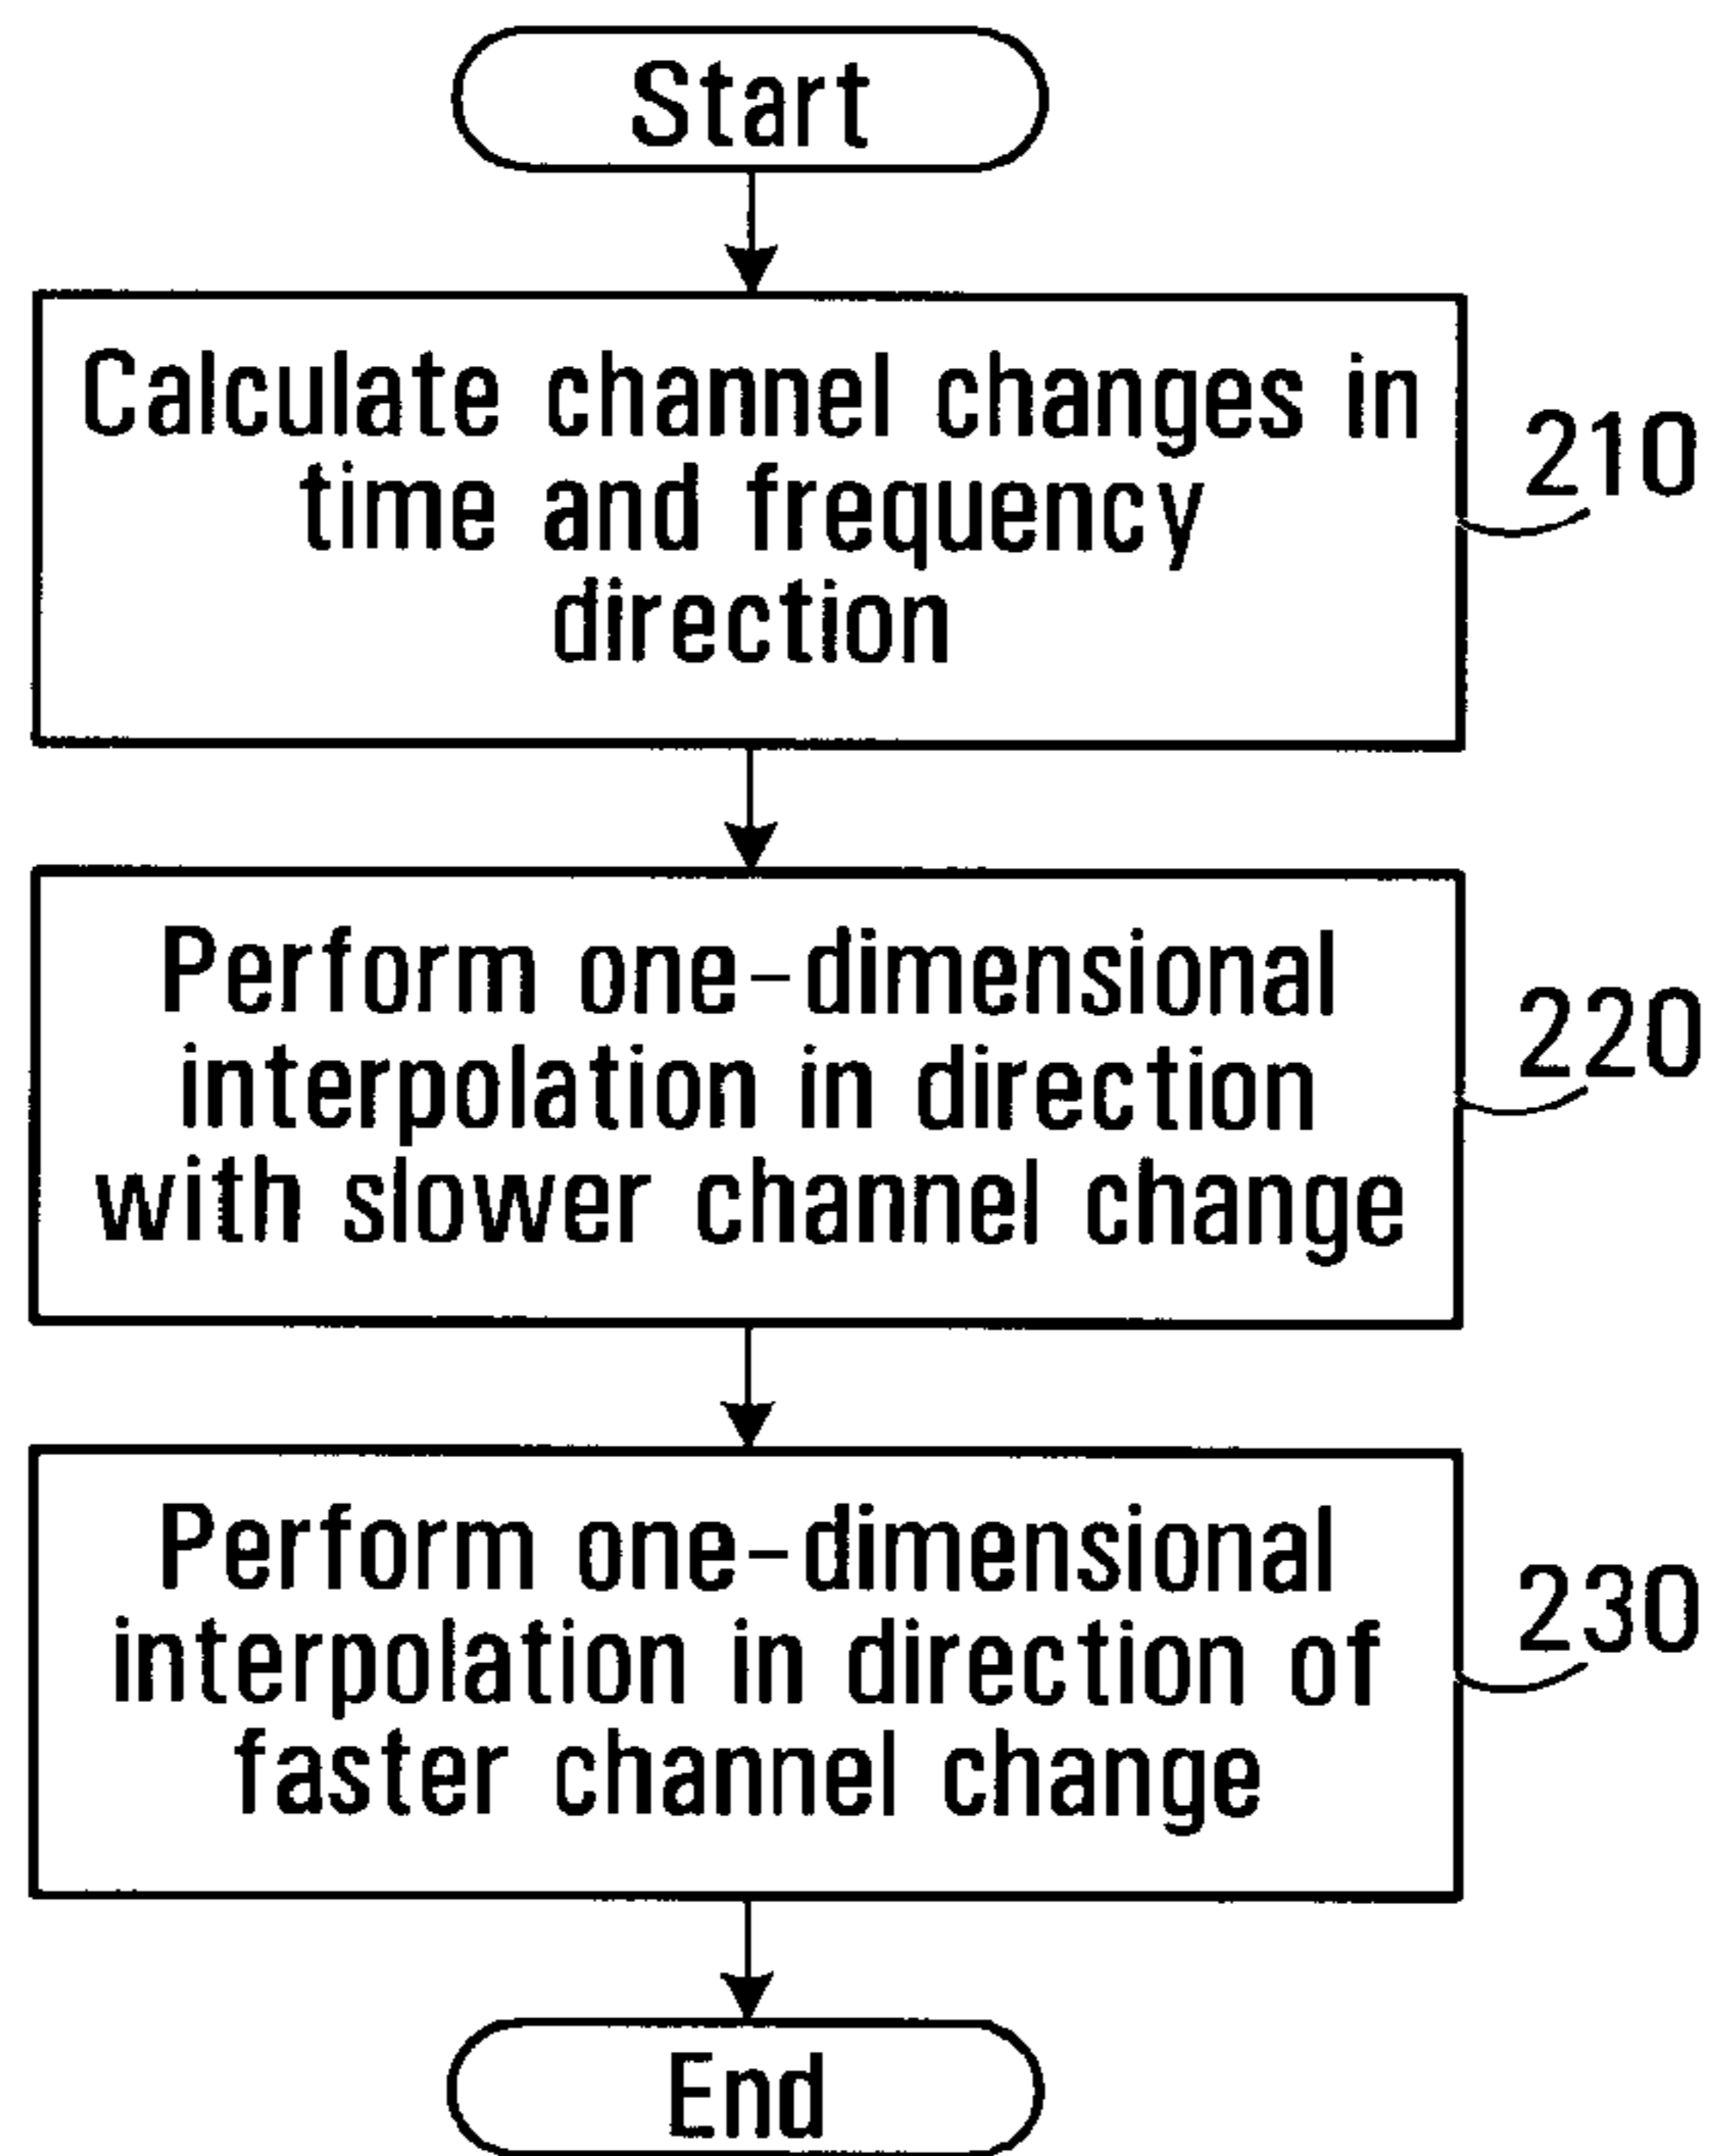 Start
Calculate channel changes in
time and frequency
direction
210
Perform one-dimensional
interpolation in direction
with slower channel change
220
Perform one-dimensional
interpolation in direction of
faster channel change
230
End